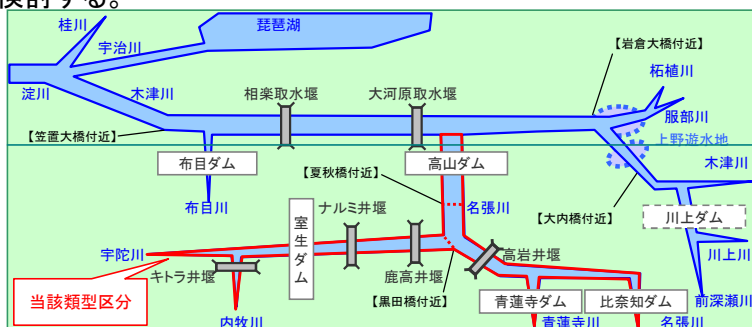 検討する。
桂川
琵琶湖
宇治川
【岩倉大橋付近】
柘植川
淀川
木津川
相楽取水堰
大河原取水堰
服部川
【笠置大橋付近】
上野遊水地
布目ダム
高山ダム
木津川
【夏秋橋付近】
布目川
ナルミ井堰
名張川
【大内橋付近】
川上ダム
室生ダム
宇陀川
高岩井堰
川上川
キトラ井堰
鹿高井堰
当該類型区分
【黒田橋付近】
青蓮寺ダム
比奈知ダム
前深瀬川
内牧川
青蓮寺川
名張川